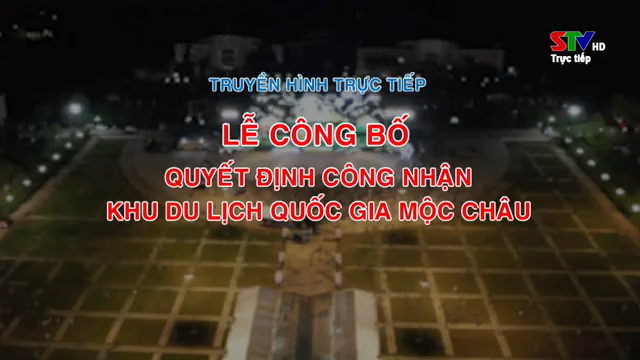 STV HD
Trực tiếp
TRUYỀN HÌNH TRỰC TIẾP
LỄ CÔNG BỐ
QUYẾT ĐỊNH CÔNG NHẬN
KHU DU LỊCH QUỐC GIA MỘC CHÂU